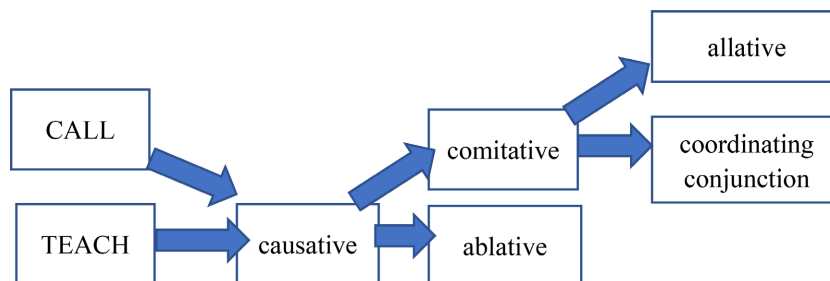 allative
CALL
comitative
coordinating
conjunction
TEACH
causative
ablative